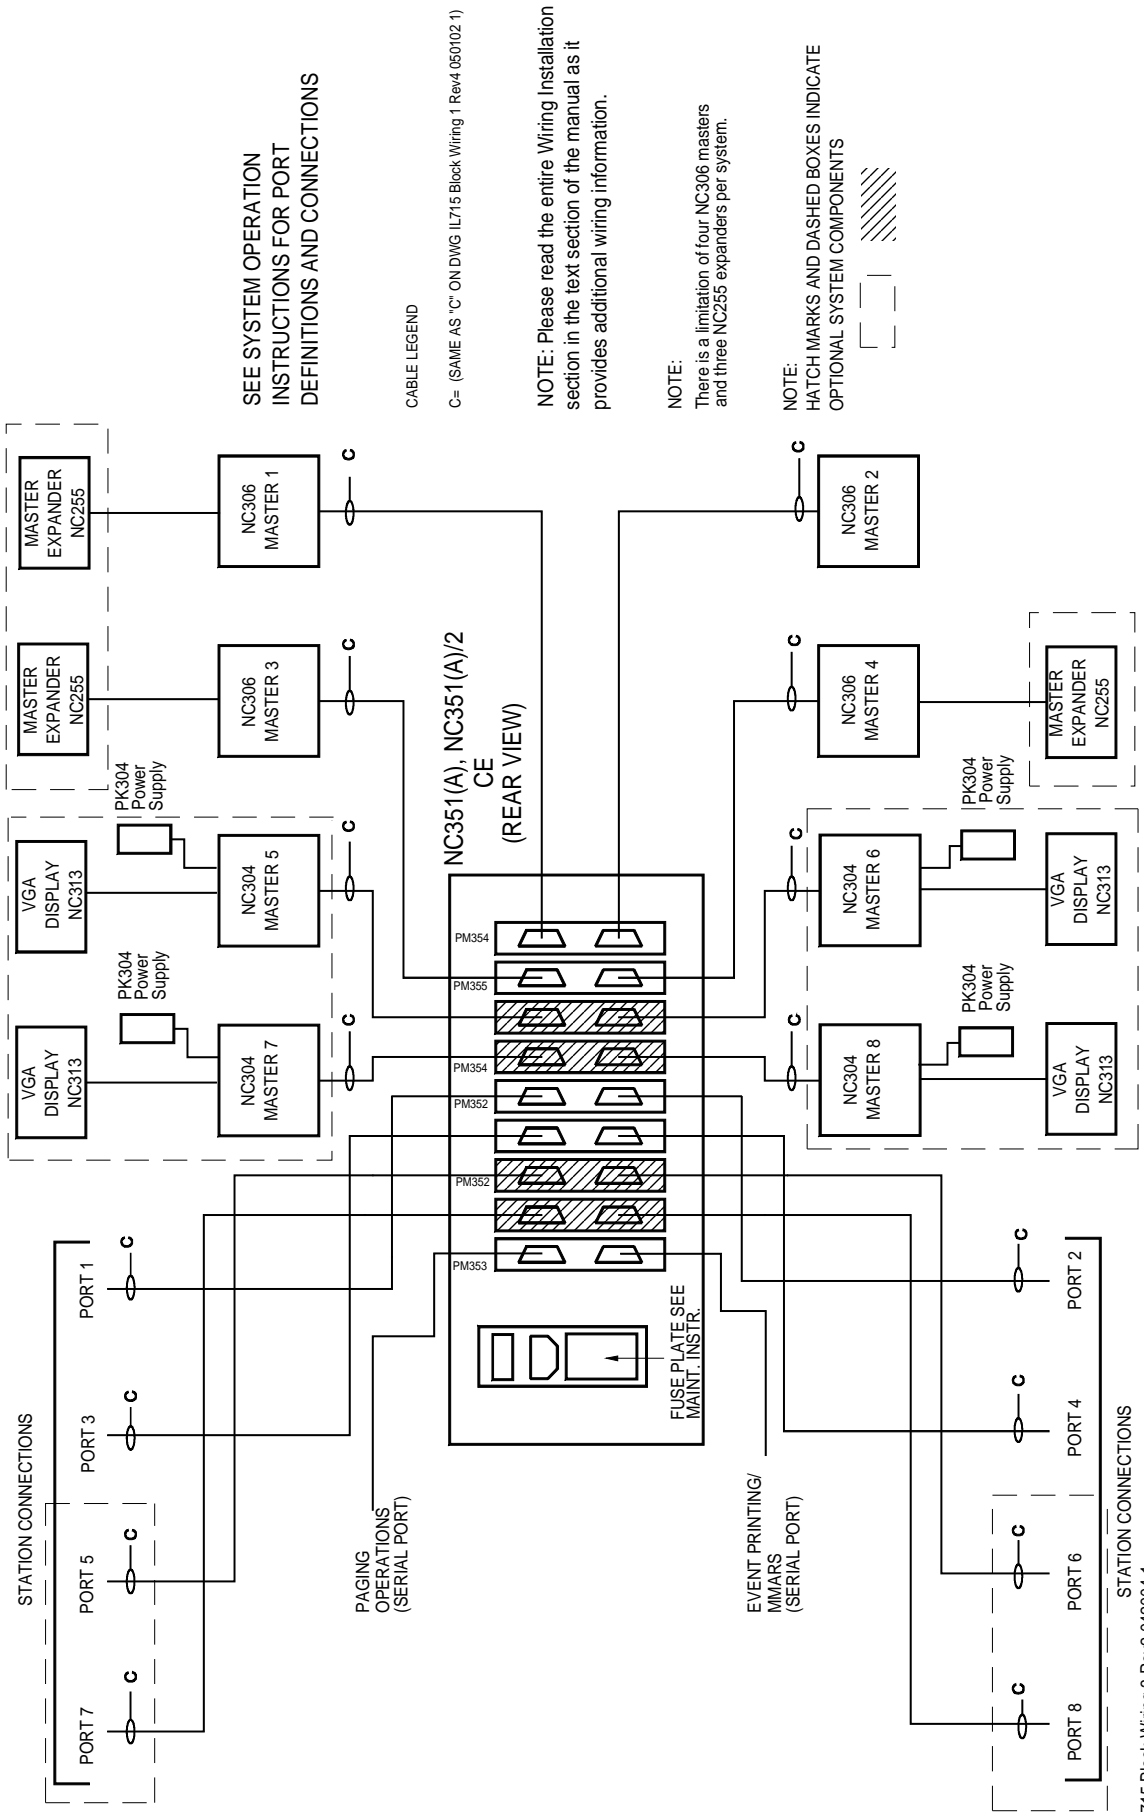 STATION CONNECTIONS
PORT 7
PORT 5
PORT 3
PORT 1
C
C
C
C
VGA
DISPLAY
NC313
VGA
DISPLAY
NC313
PK304
Power
Supply
PK304
Power
Supply
NC304
MASTER 7
NC304
MASTER 5
C
C
MASTER
EXPANDER
NC255
MASTER
EXPANDER
NC255
NC306
MASTER 3
NC306
MASTER 1
C
C
SEE SYSTEM OPERATION
INSTRUCTIONS FOR PORT
DEFINITIONS AND CONNECTIONS
CABLE LEGEND
C= (SAME AS "C" ON DWG IL715 Block Wiring 1 Rev4 050102 1)
NOTE: Please read the entire Wiring Installation
section in the text section of the manual as it
provides additional wiring information.
NOTE:
There is a limitation of four NC306 masters
and three NC255 expanders per system.
NOTE:
HATCH MARKS AND DASHED BOXES INDICATE
OPTIONAL SYSTEM COMPONENTS
NC351(A), NC351(A)/2
CE
(REAR VIEW)
PAGING
OPERATIONS
(SERIAL PORT)
PM353
PM352
PM352
PM354
PM355
PM354
FUSE PLATE SEE
MAINT. INSTR.
EVENT PRINTING/
MMARS
(SERIAL PORT)
C
C
C
C
NC304
MASTER 8
NC304
MASTER 6
NC306
MASTER 4
NC306
MASTER 2
PK304
Power
Supply
PK304
Power
Supply
VGA
DISPLAY
NC313
VGA
DISPLAY
NC313
MASTER
EXPANDER
NC255
C
C
C
C
PORT 8
PORT 6
PORT 4
PORT 2
STATION CONNECTIONS